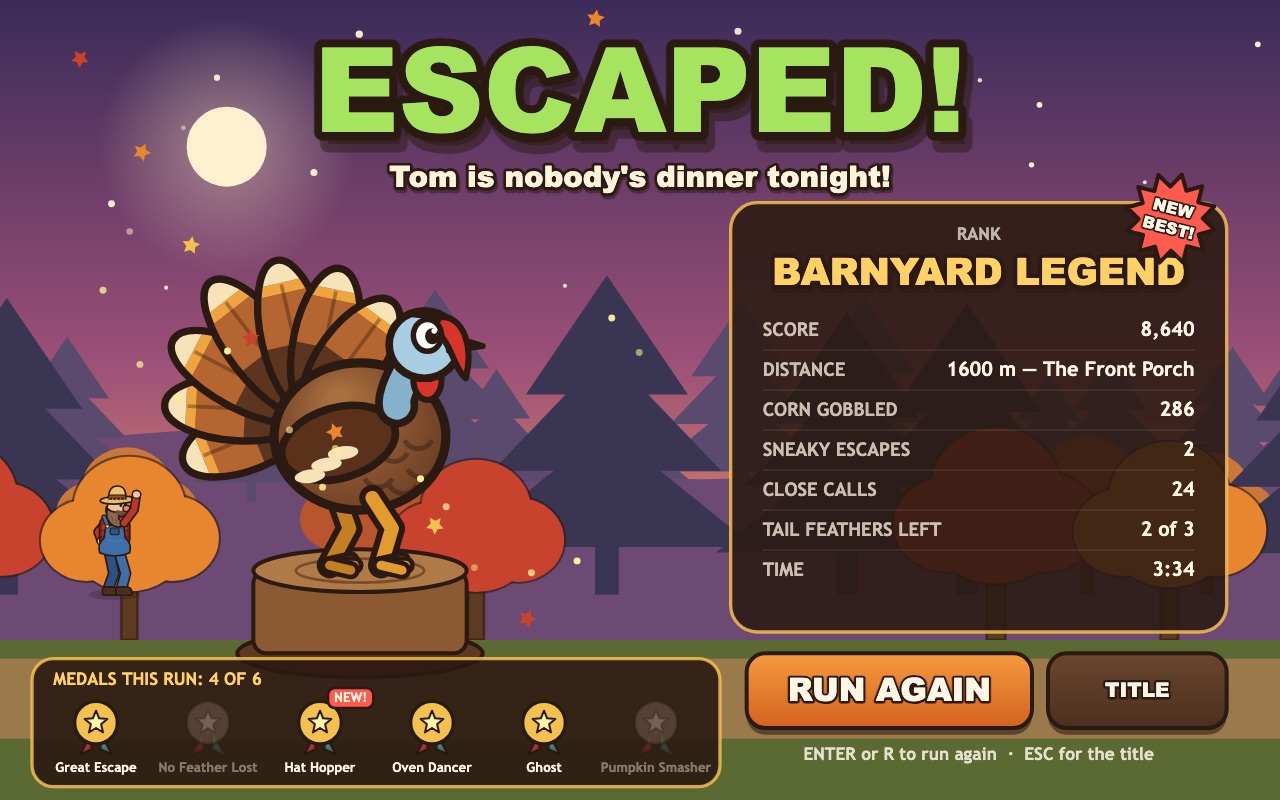 ESCAPED!
Tom is nobody's dinner tonight!
NEW
BEST!
RANK
BARNYARD LEGEND
SCORE 8,640
DISTANCE 1600 m — The Front Porch
CORN GOBBLED 286
SNEAKY ESCAPES 2
CLOSE CALLS 24
TAIL FEATHERS LEFT 2 of 3
TIME 3:34
MEDALS THIS RUN: 4 OF 6
NEW!
Great Escape
No Feather Lost
Hat Hopper
Oven Dancer
Ghost
Pumpkin Smasher
RUN AGAIN
TITLE
ENTER or R to run again · ESC for the title